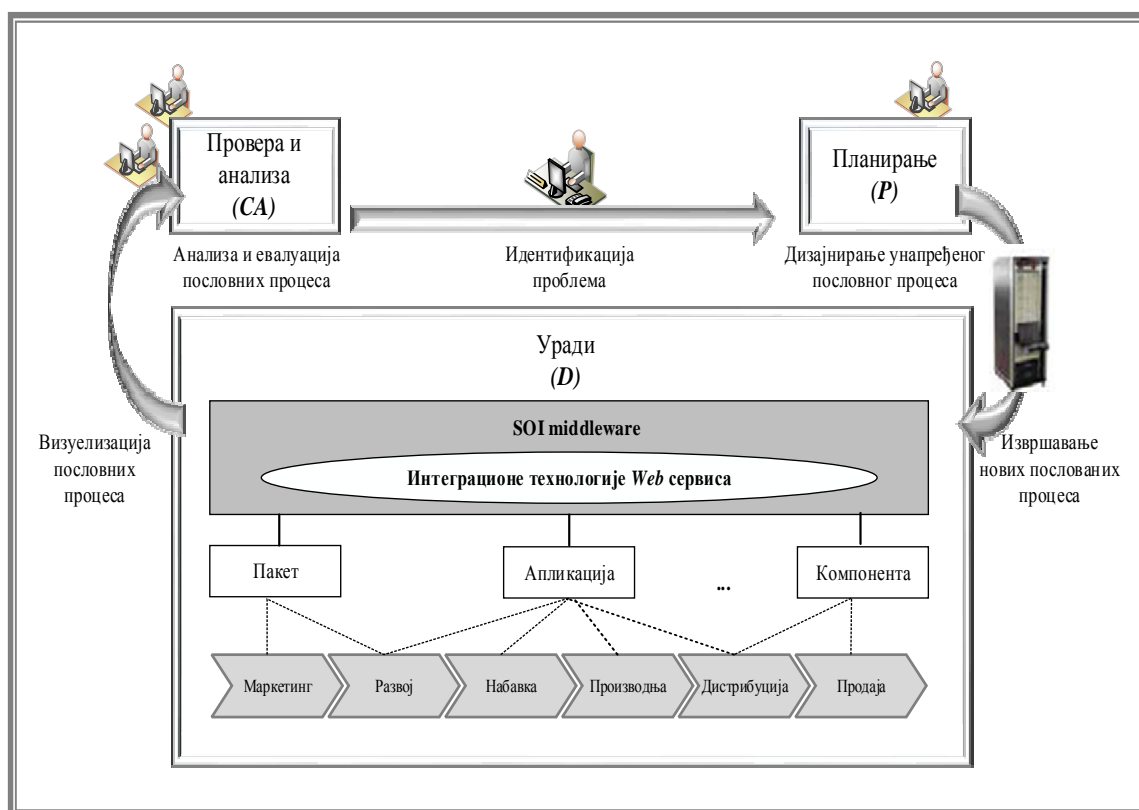 Провера и
анализа
(CA)
Планирање
(P)
Анализа и евалуација
пословних процеса
Идентификација
проблема
Дизајнирање унапређеног
пословног процеса
Уради
(D)
SOI middleware
Интеграционе технологије Web сервиса
Визуелизација
пословних
процеса
Извршавање
нових послованих
процеса
Пакет
Апликација
...
Компонента
Маркетинг
Развој
Набавка
Производња
Дистрибуција
Продаја